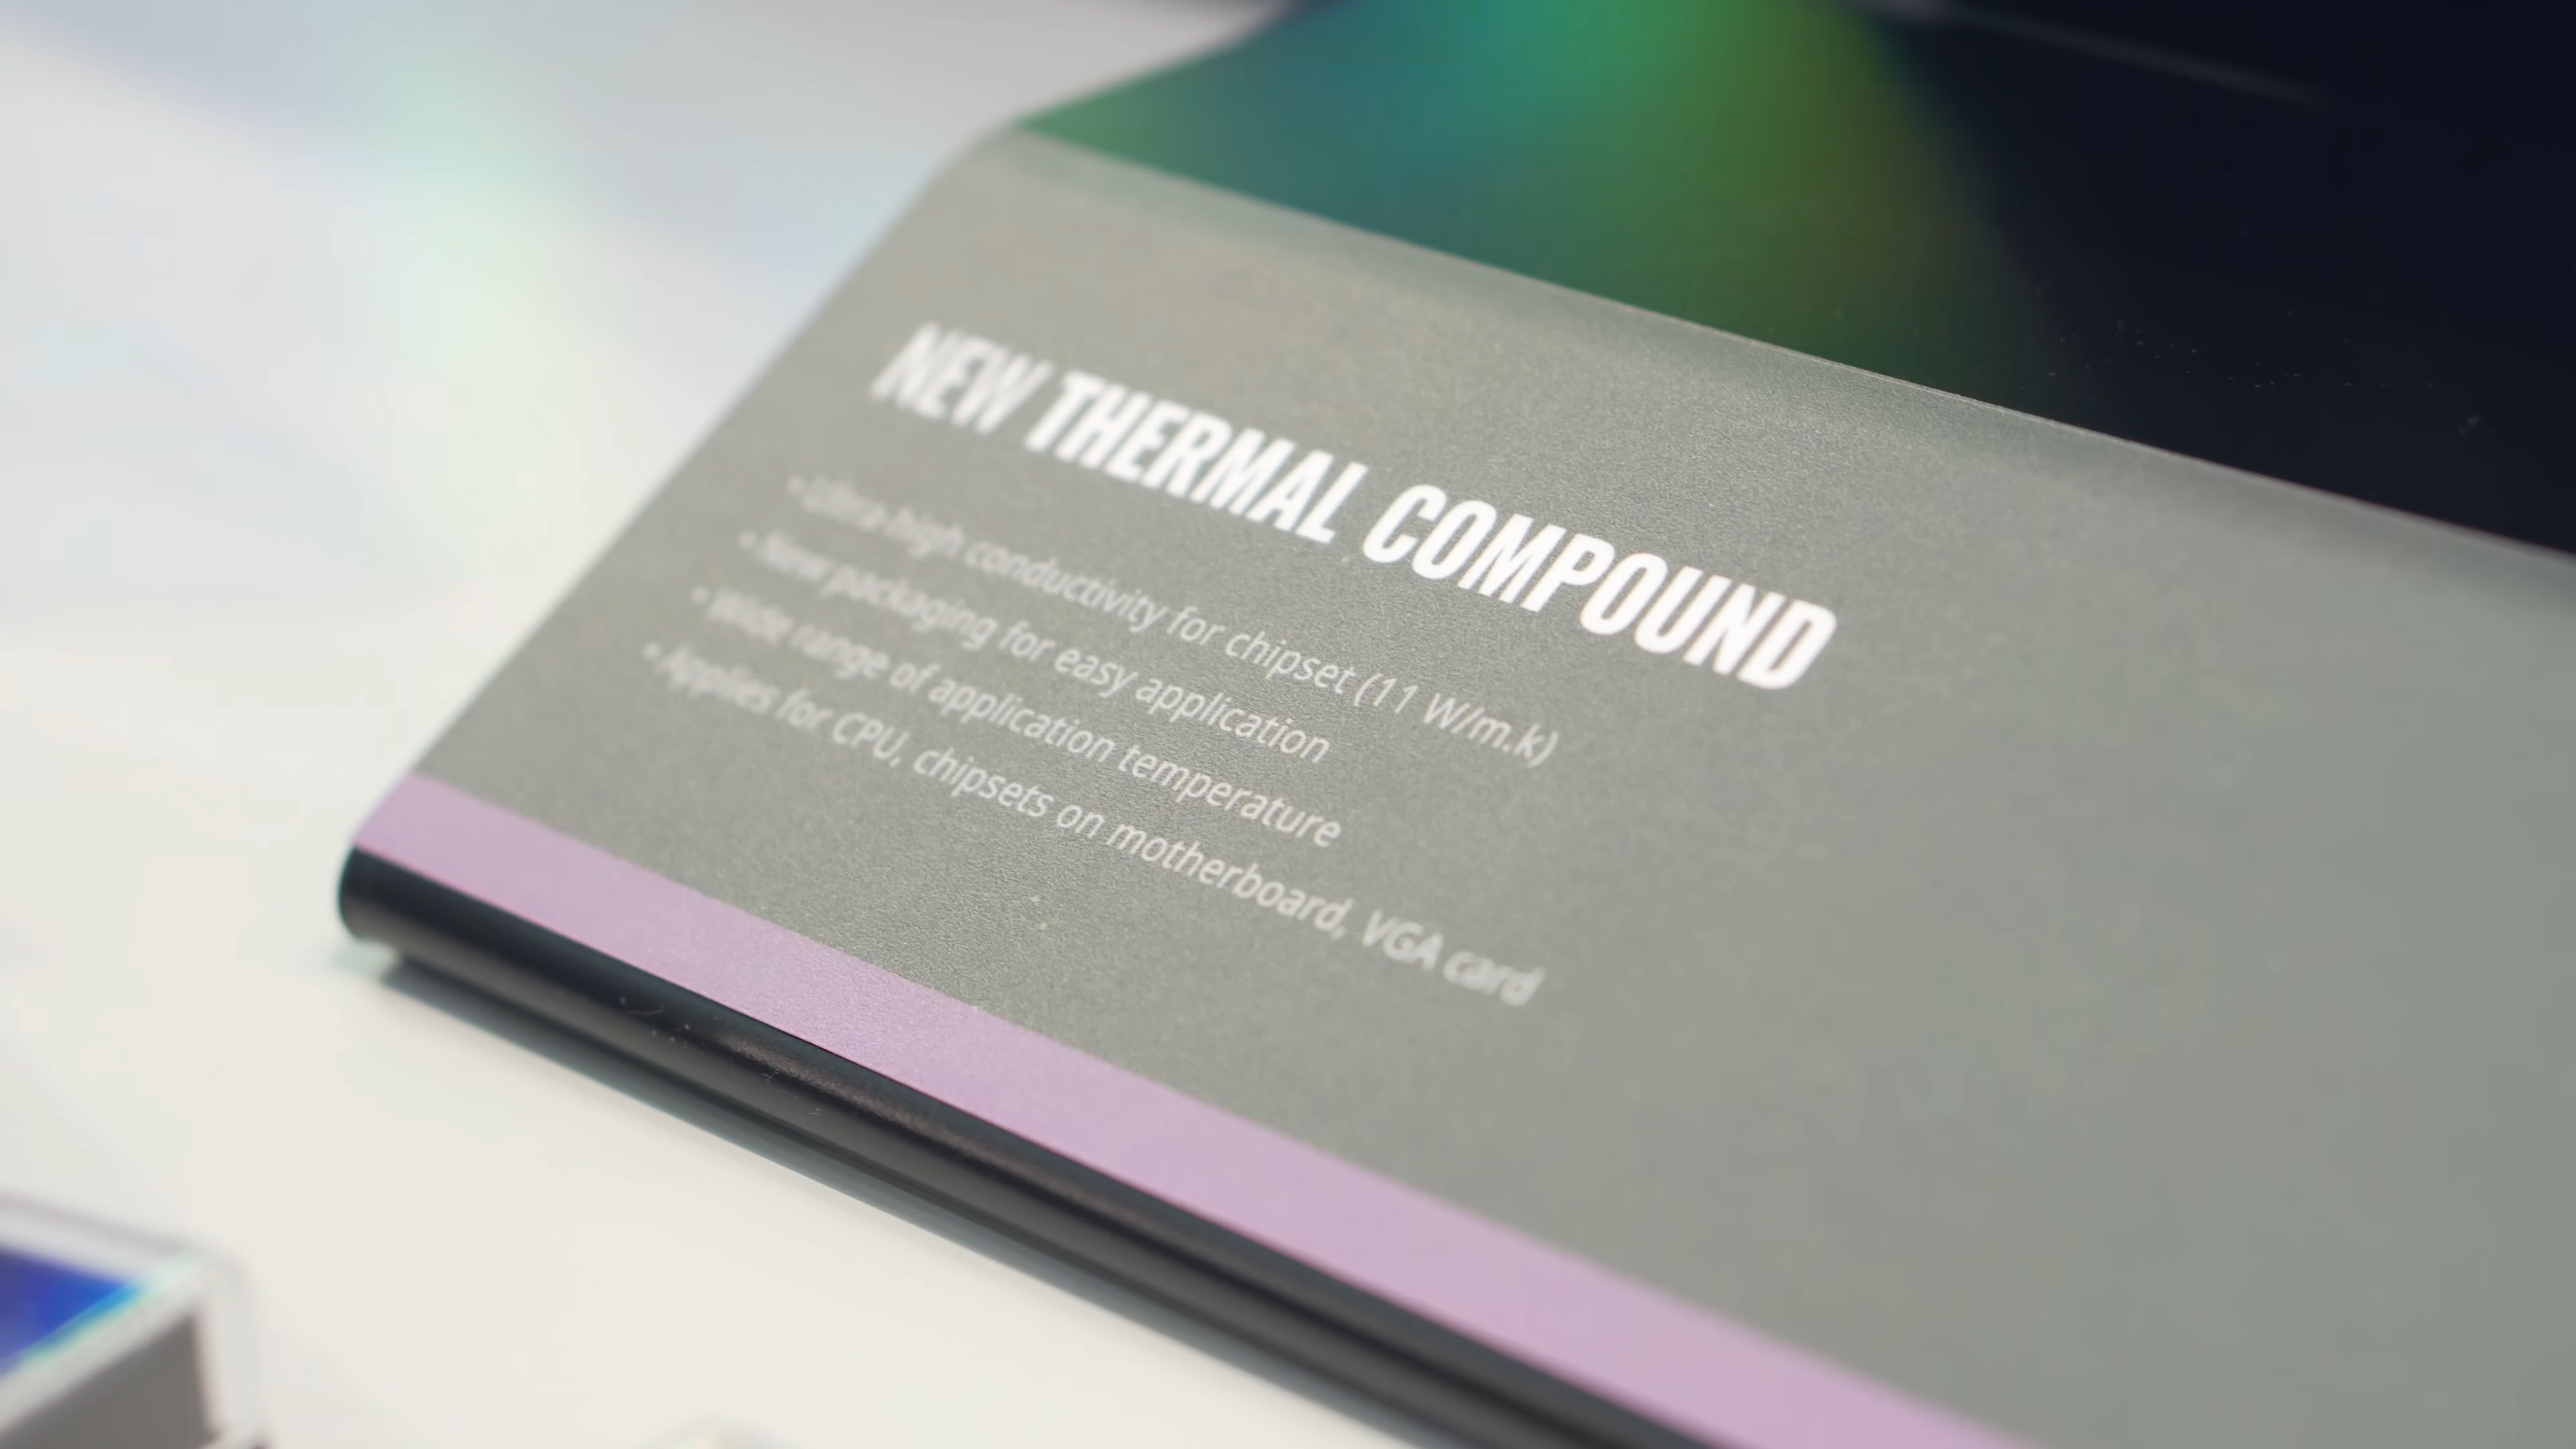 NEW THERMAL COMPOUND
• Ultra-high conductivity for chipset (11 W/m.k)
• New packaging for easy application
• Wide range of application temperature
• Applies for CPU, chipsets on motherboard, VGA card